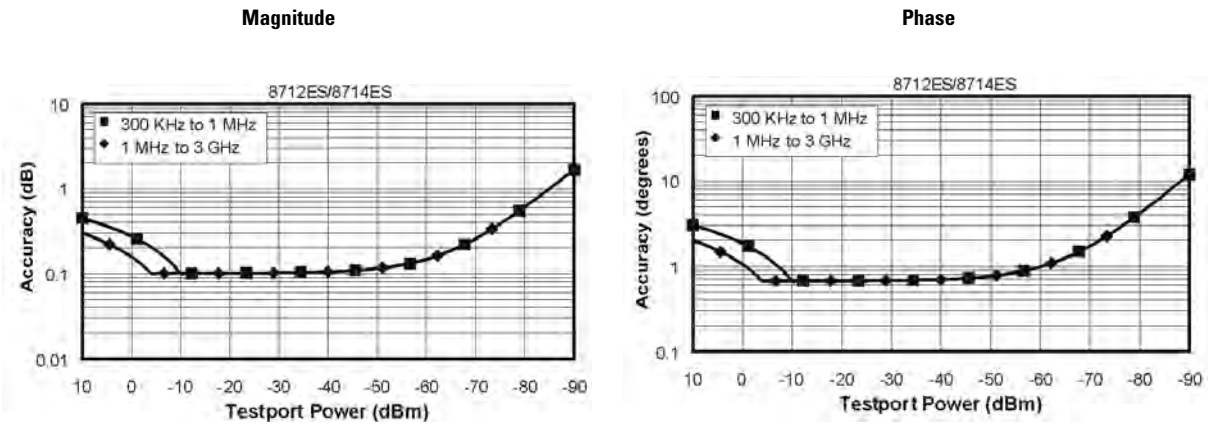 Magnitude
8712ES/8714ES
Accuracy (dB)
10
1
0.1
0.01
300 KHz to 1 MHz
1 MHz to 3 GHz
10 0 -10 -20 -30 -40 -50 -60 -70 -80 -90
Testport Power (dBm)
Phase
8712ES/8714ES
Accuracy (degrees)
100
10
1
0.1
300 KHz to 1 MHz
1 MHz to 3 GHz
10 0 -10 -20 -30 -40 -50 -60 -70 -80 -90
Testport Power (dBm)